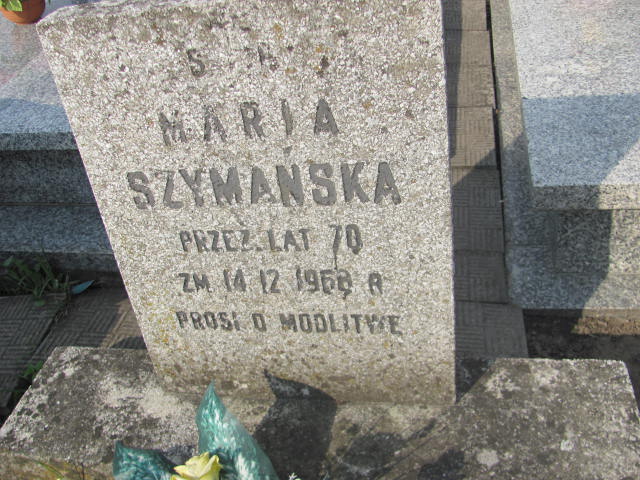 Ś P
MARIA
SZYMAŃSKA
PRZEŻ. LAT 70
ZM 14 12 1968 R
PROSI O MODLITWĘ